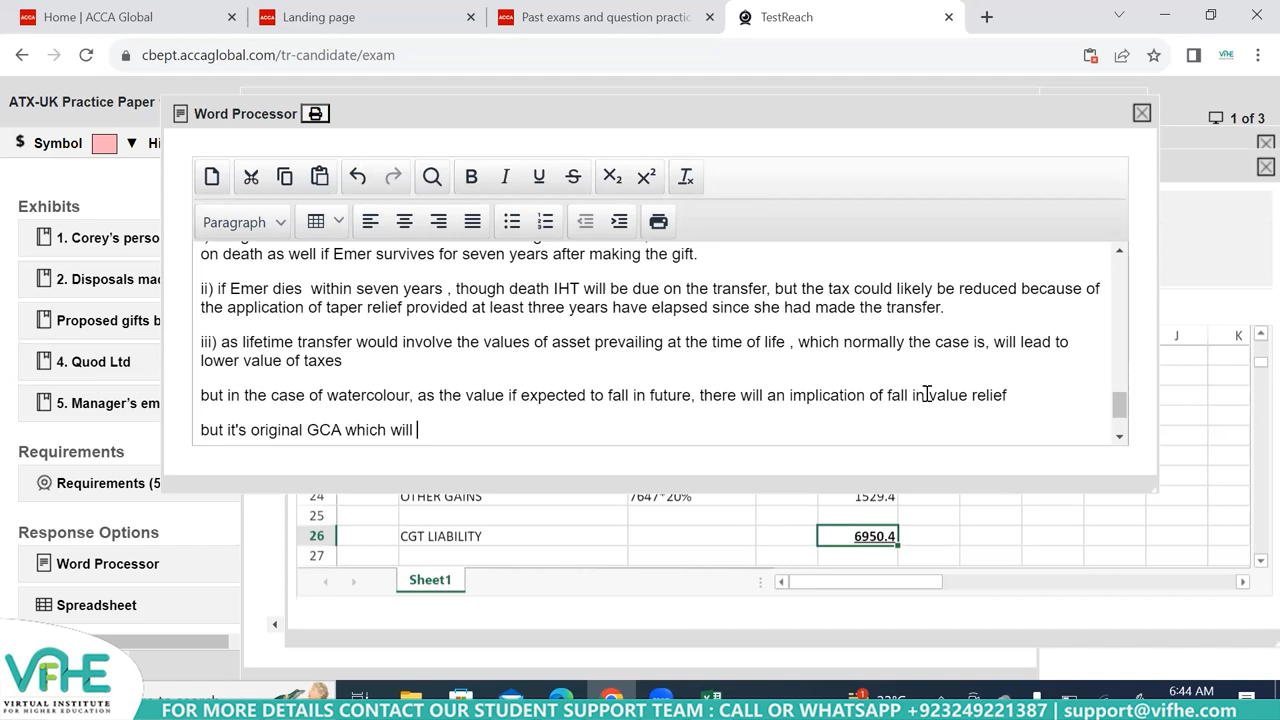 Home | ACCA Global
Landing page
Past exams and question practic
TestReach
cbept.accaglobal.com/tr-candidate/exam
ATX-UK Practice Paper
Word Processor
1 of 3
$ Symbol
Hi
Paragraph
Exhibits
1. Corey's perso
2. Disposals mad
Proposed gifts b
4. Quod Ltd
5. Manager's em
Requirements
Requirements (5
Response Options
Word Processor
Spreadsheet
on death as well if Emer survives for seven years after making the gift.
ii) if Emer dies within seven years , though death IHT will be due on the transfer, but the tax could likely be reduced because of
the application of taper relief provided at least three years have elapsed since she had made the transfer.
iii) as lifetime transfer would involve the values of asset prevailing at the time of life , which normally the case is, will lead to
lower value of taxes
but in the case of watercolour, as the value if expected to fall in future, there will an implication of fall in value relief
but it's original GCA which will
J K
24 OTHER GAINS 7647*20% 1529.4
25
26 CGT LIABILITY 6950.4
27
Sheet1
6:44 AM
VIFHE
VIRTUAL INSTITUTE
FOR HIGHER EDUCATION
FOR MORE DETAILS CONTACT OUR STUDENT SUPPORT TEAM : CALL OR WHATSAPP +923249221387 | support@vifhe.com